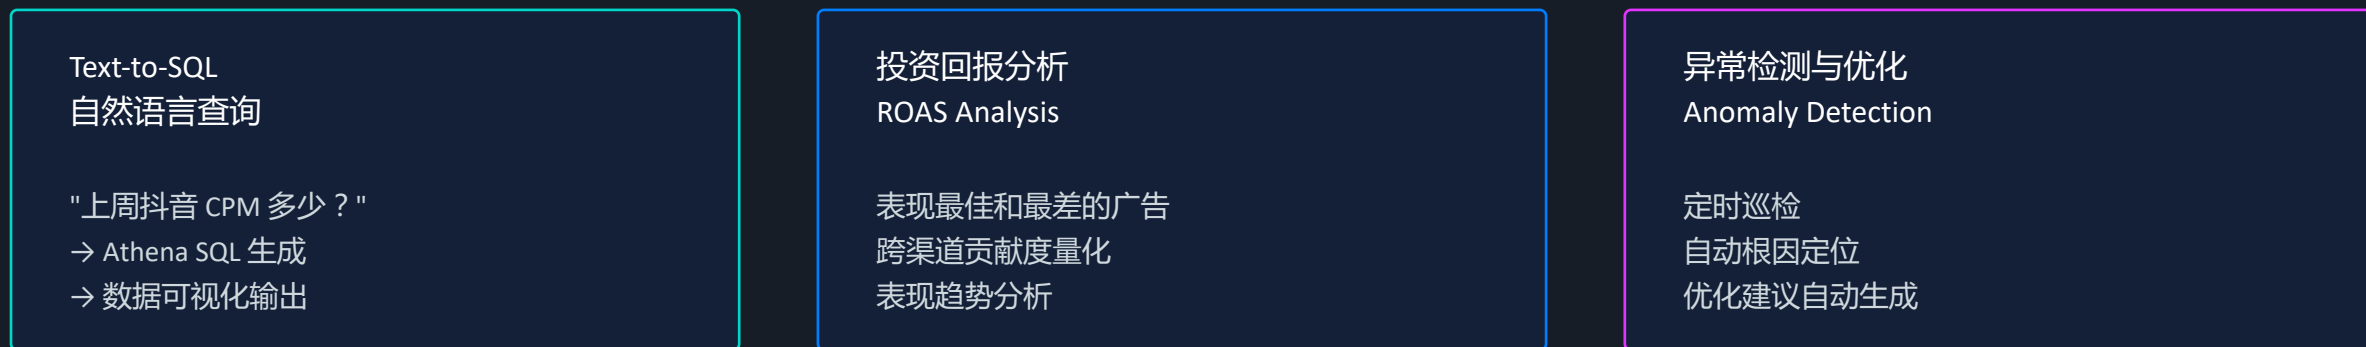 Text-to-SQL
自然语言查询
"上周抖音 CPM 多少？"
→ Athena SQL 生成
→ 数据可视化输出
投资回报分析
ROAS Analysis
表现最佳和最差的广告
跨渠道贡献度量化
表现趋势分析
异常检测与优化
Anomaly Detection
定时巡检
自动根因定位
优化建议自动生成